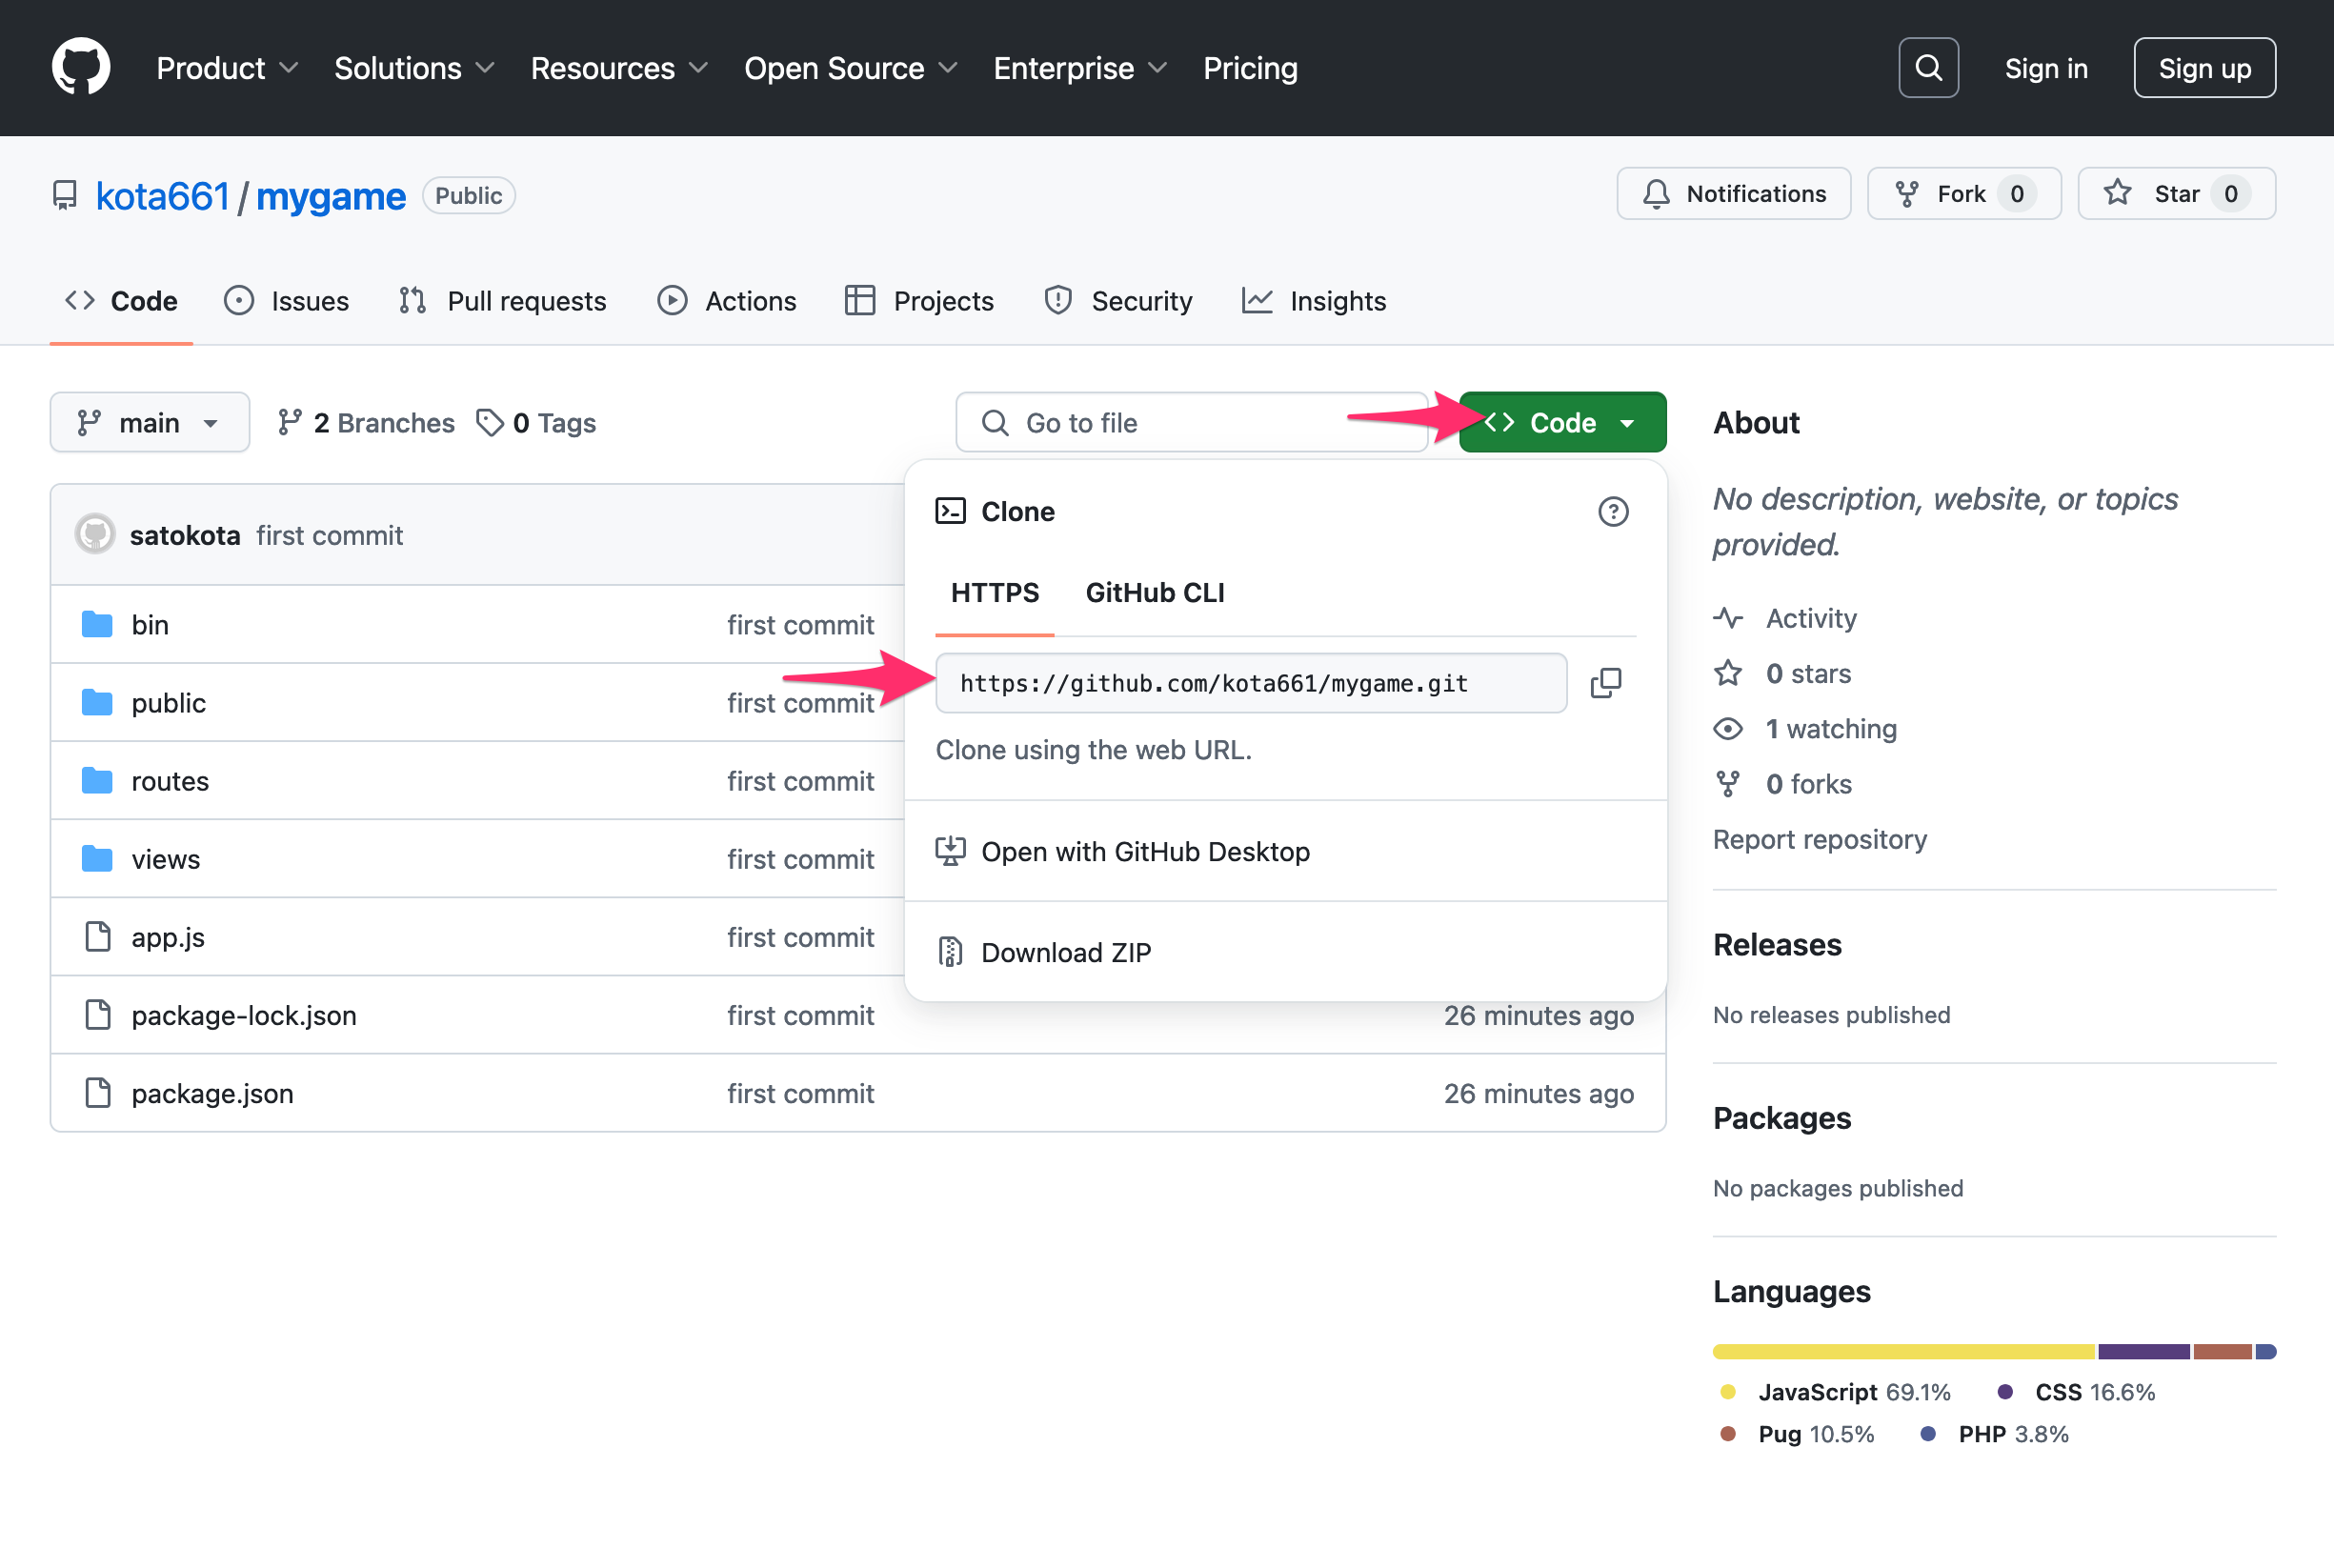 Product Solutions Resources Open Source Enterprise Pricing Sign in Sign up
kota661 / mygame Public Notifications Fork 0 Star 0
Code Issues Pull requests Actions Projects Security Insights
main 2 Branches 0 Tags Go to file Code
satokota first commit
bin first commit
public first commit
routes first commit
views first commit
app.js first commit
package-lock.json first commit 26 minutes ago
package.json first commit 26 minutes ago
Clone
HTTPS GitHub CLI
https://github.com/kota661/mygame.git
Clone using the web URL.
Open with GitHub Desktop
Download ZIP
About
No description, website, or topics
provided.
Activity
0 stars
1 watching
0 forks
Report repository
Releases
No releases published
Packages
No packages published
Languages
JavaScript 69.1% CSS 16.6%
Pug 10.5% PHP 3.8%